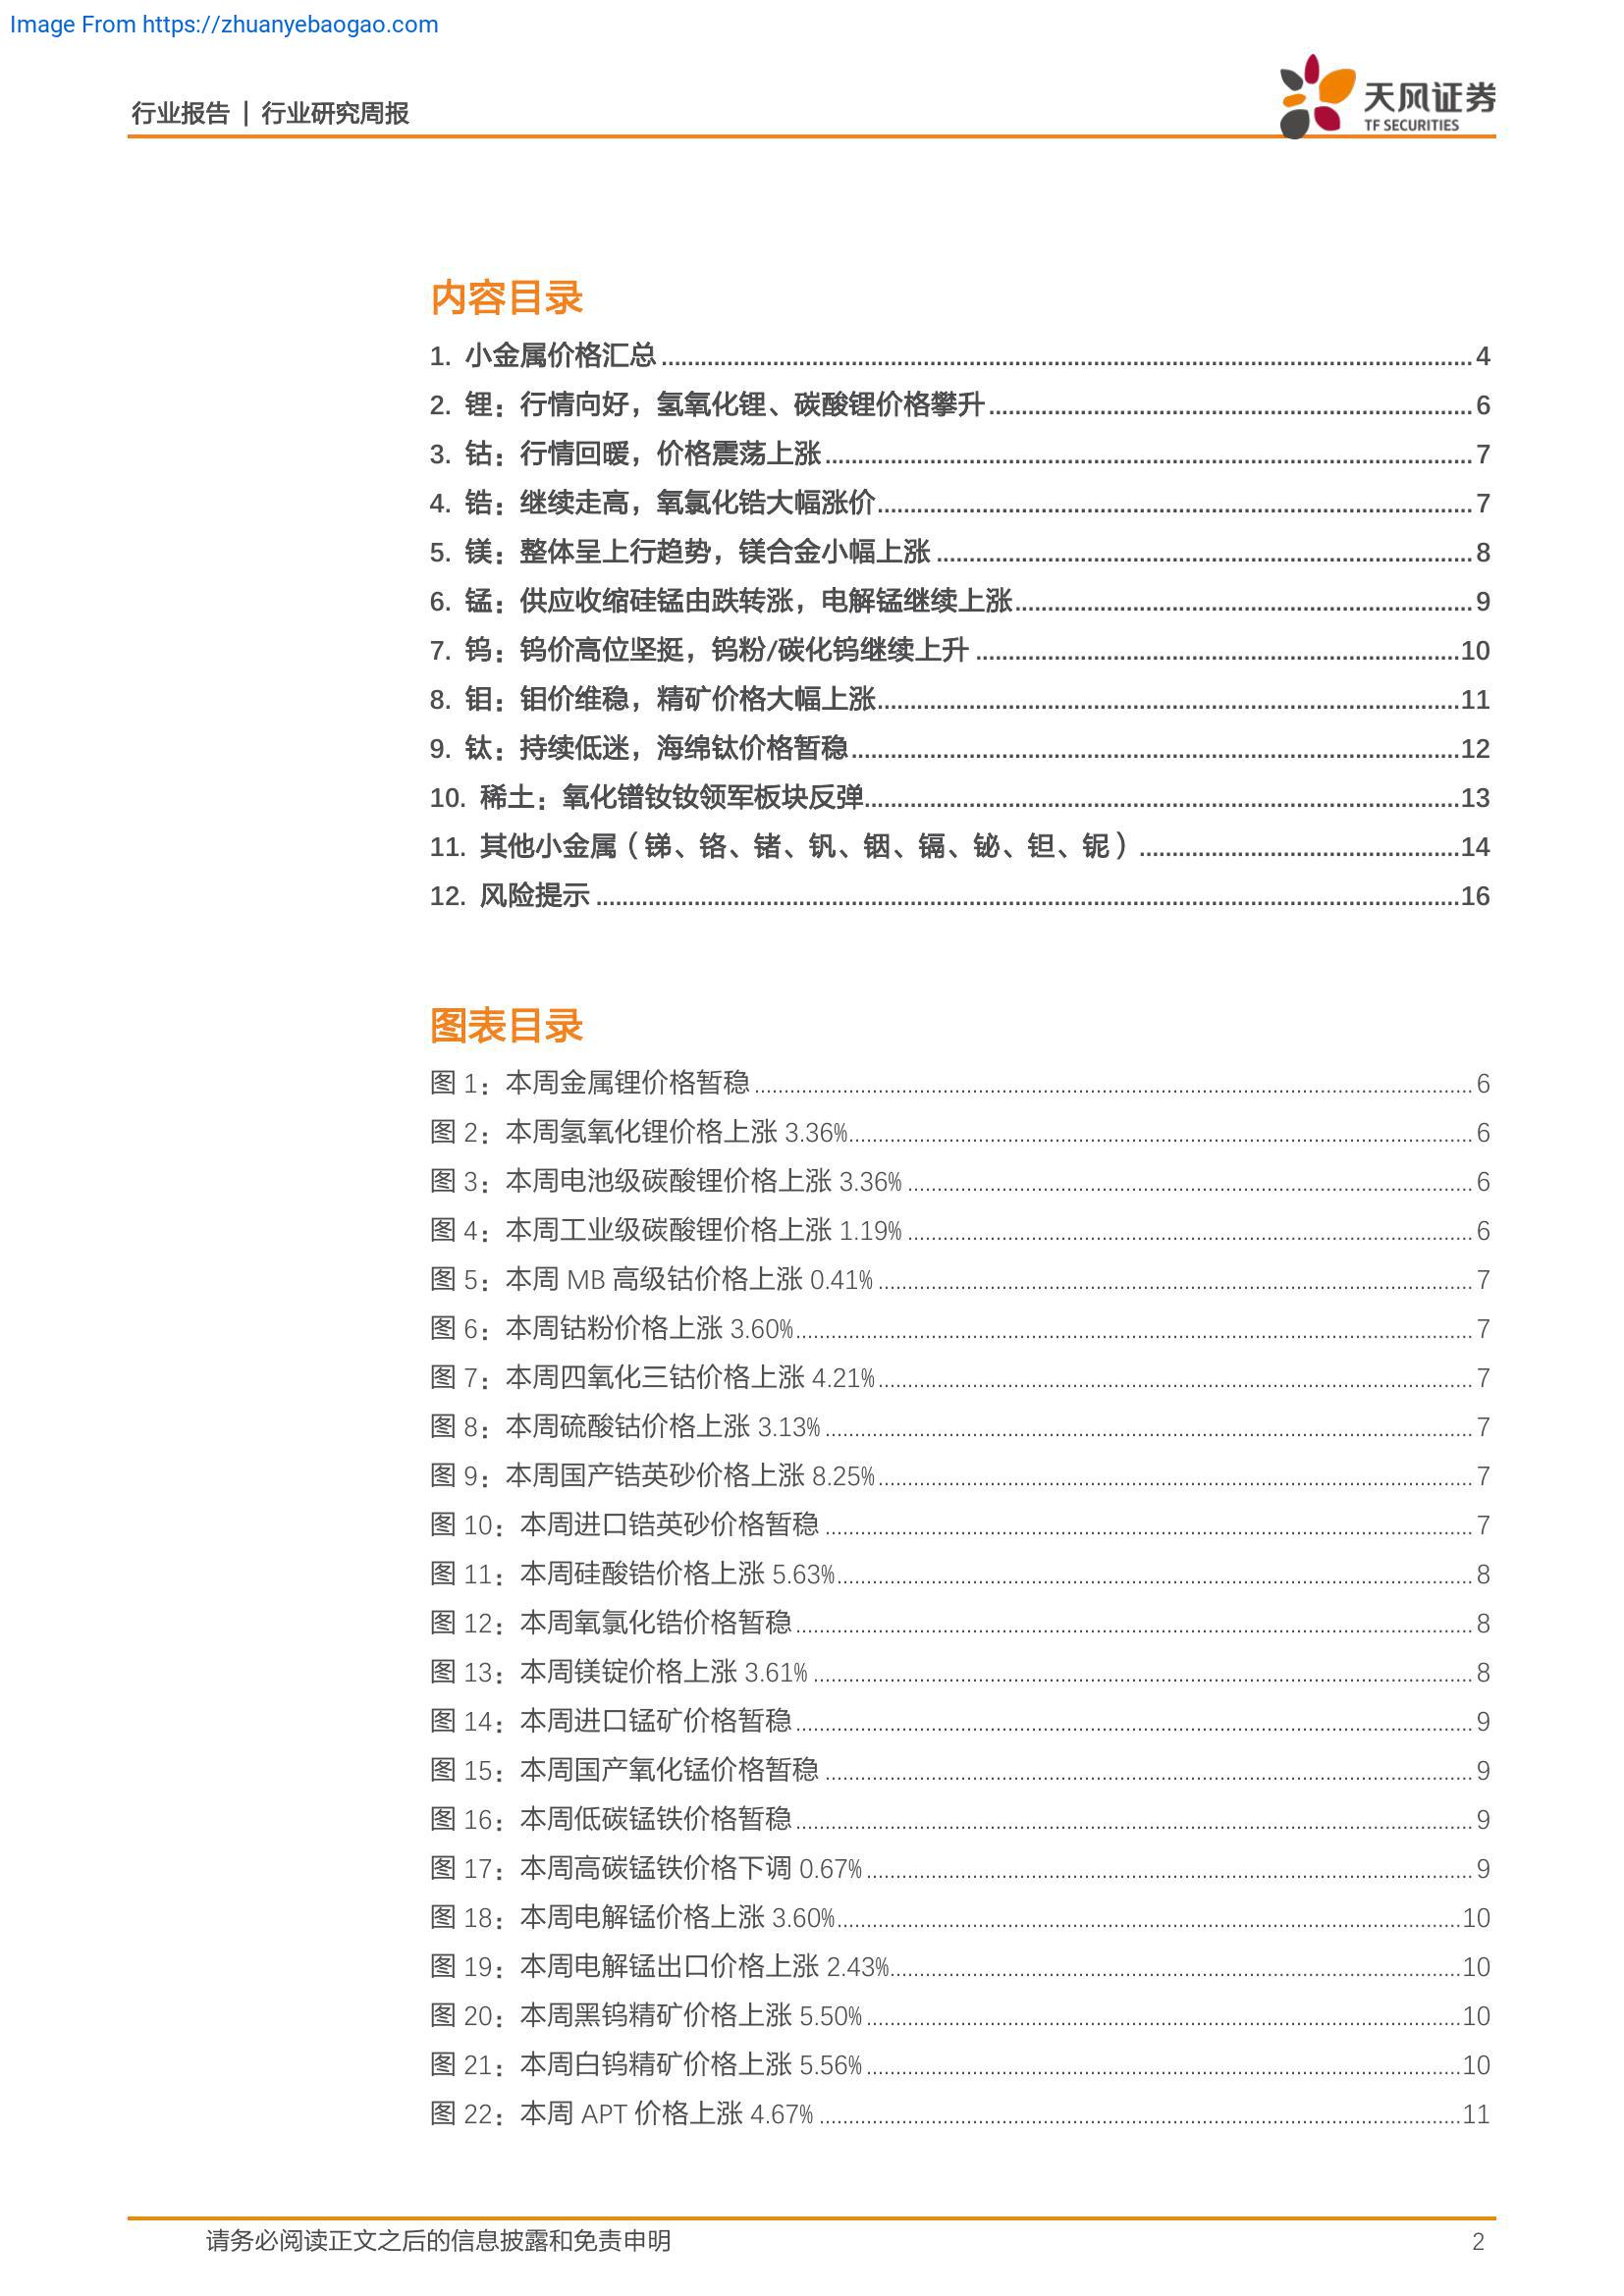 Image From https://zhuanyebaogao.com
行业报告 | 行业研究周报
天风证券
TF SECURITIES
内容目录
1. 小金属价格汇总 4
2. 锂：行情向好，氢氧化锂、碳酸锂价格攀升 6
3. 钴：行情回暖，价格震荡上涨 7
4. 锆：继续走高，氧氯化锆大幅涨价 7
5. 镁：整体呈上行趋势，镁合金小幅上涨 8
6. 锰：供应收缩硅锰由跌转涨，电解锰继续上涨 9
7. 钨：钨价高位坚挺，钨粉/碳化钨继续上升 10
8. 钼：钼价维稳，精矿价格大幅上涨 11
9. 钛：持续低迷，海绵钛价格暂稳 12
10. 稀土：氧化镨钕钕领军板块反弹 13
11. 其他小金属（锑、铬、锗、钒、铟、镉、铋、钽、铌） 14
12. 风险提示 16
图表目录
图 1：本周金属锂价格暂稳 6
图 2：本周氢氧化锂价格上涨 3.36% 6
图 3：本周电池级碳酸锂价格上涨 3.36% 6
图 4：本周工业级碳酸锂价格上涨 1.19% 6
图 5：本周 MB 高级钴价格上涨 0.41% 7
图 6：本周钴粉价格上涨 3.60% 7
图 7：本周四氧化三钴价格上涨 4.21% 7
图 8：本周硫酸钴价格上涨 3.13% 7
图 9：本周国产锆英砂价格上涨 8.25% 7
图 10：本周进口锆英砂价格暂稳 7
图 11：本周硅酸锆价格上涨 5.63% 8
图 12：本周氧氯化锆价格暂稳 8
图 13：本周镁锭价格上涨 3.61% 8
图 14：本周进口锰矿价格暂稳 9
图 15：本周国产氧化锰价格暂稳 9
图 16：本周低碳锰铁价格暂稳 9
图 17：本周高碳锰铁价格下调 0.67% 9
图 18：本周电解锰价格上涨 3.60% 10
图 19：本周电解锰出口价格上涨 2.43% 10
图 20：本周黑钨精矿价格上涨 5.50% 10
图 21：本周白钨精矿价格上涨 5.56% 10
图 22：本周 APT 价格上涨 4.67% 11
请务必阅读正文之后的信息披露和免责申明 2